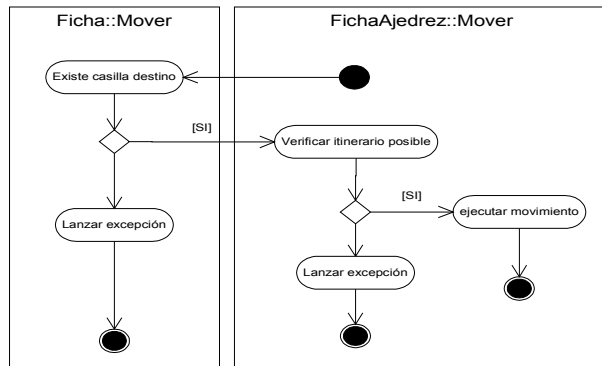 Ficha::Mover
FichaAjedrez::Mover
Existe casilla destino
[SI]
Verificar itinerario posible
[SI]
Lanzar excepción
ejecutar movimiento
Lanzar excepción